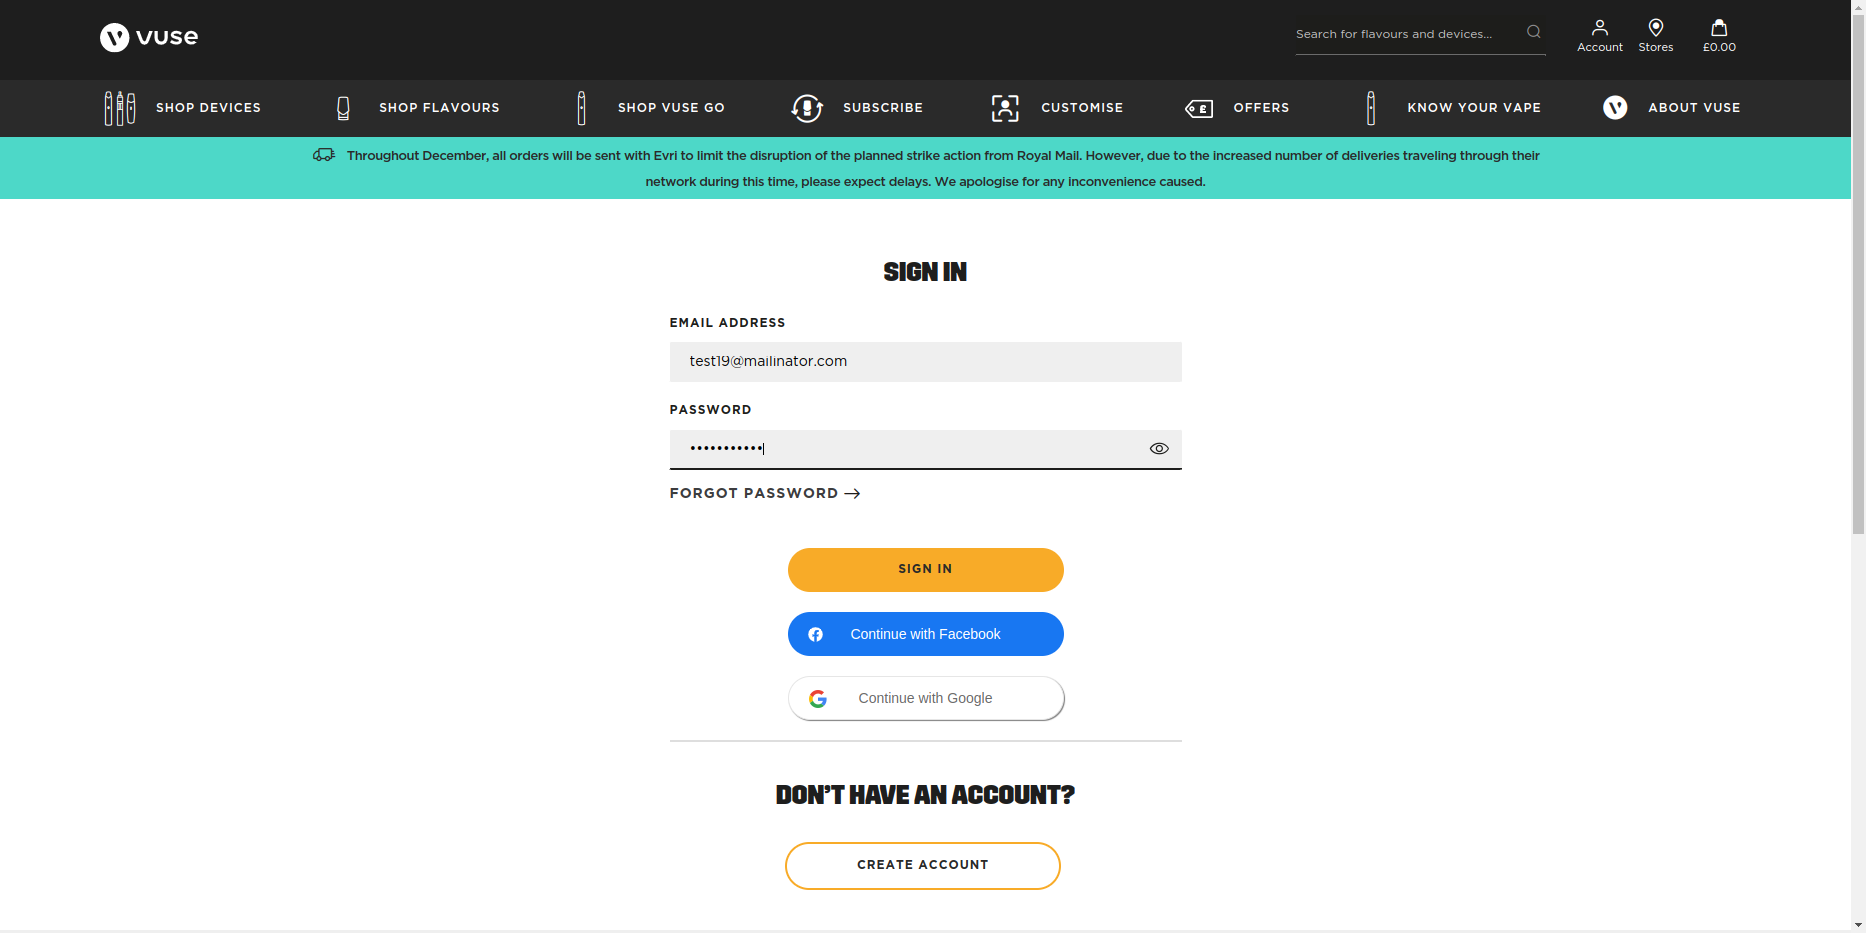 vuse
Search for flavours and devices...
Account
Stores
£0.00
SHOP DEVICES
SHOP FLAVOURS
SHOP VUSE GO
SUBSCRIBE
CUSTOMISE
OFFERS
KNOW YOUR VAPE
ABOUT VUSE
Throughout December, all orders will be sent with Evri to limit the disruption of the planned strike action from Royal Mail. However, due to the increased number of deliveries traveling through their
network during this time, please expect delays. We apologise for any inconvenience caused.
SIGN IN
EMAIL ADDRESS
test19@mailinator.com
PASSWORD
•••••••••••
FORGOT PASSWORD
SIGN IN
Continue with Facebook
Continue with Google
DON'T HAVE AN ACCOUNT?
CREATE ACCOUNT